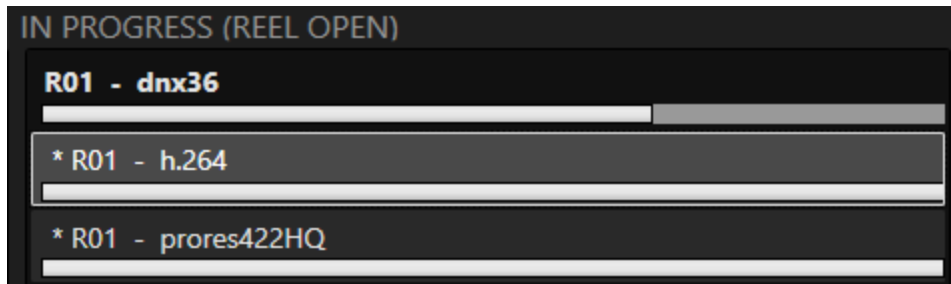 IN PROGRESS (REEL OPEN)
R01 - dnx36
* R01 - h.264
* R01 - prores422HQ